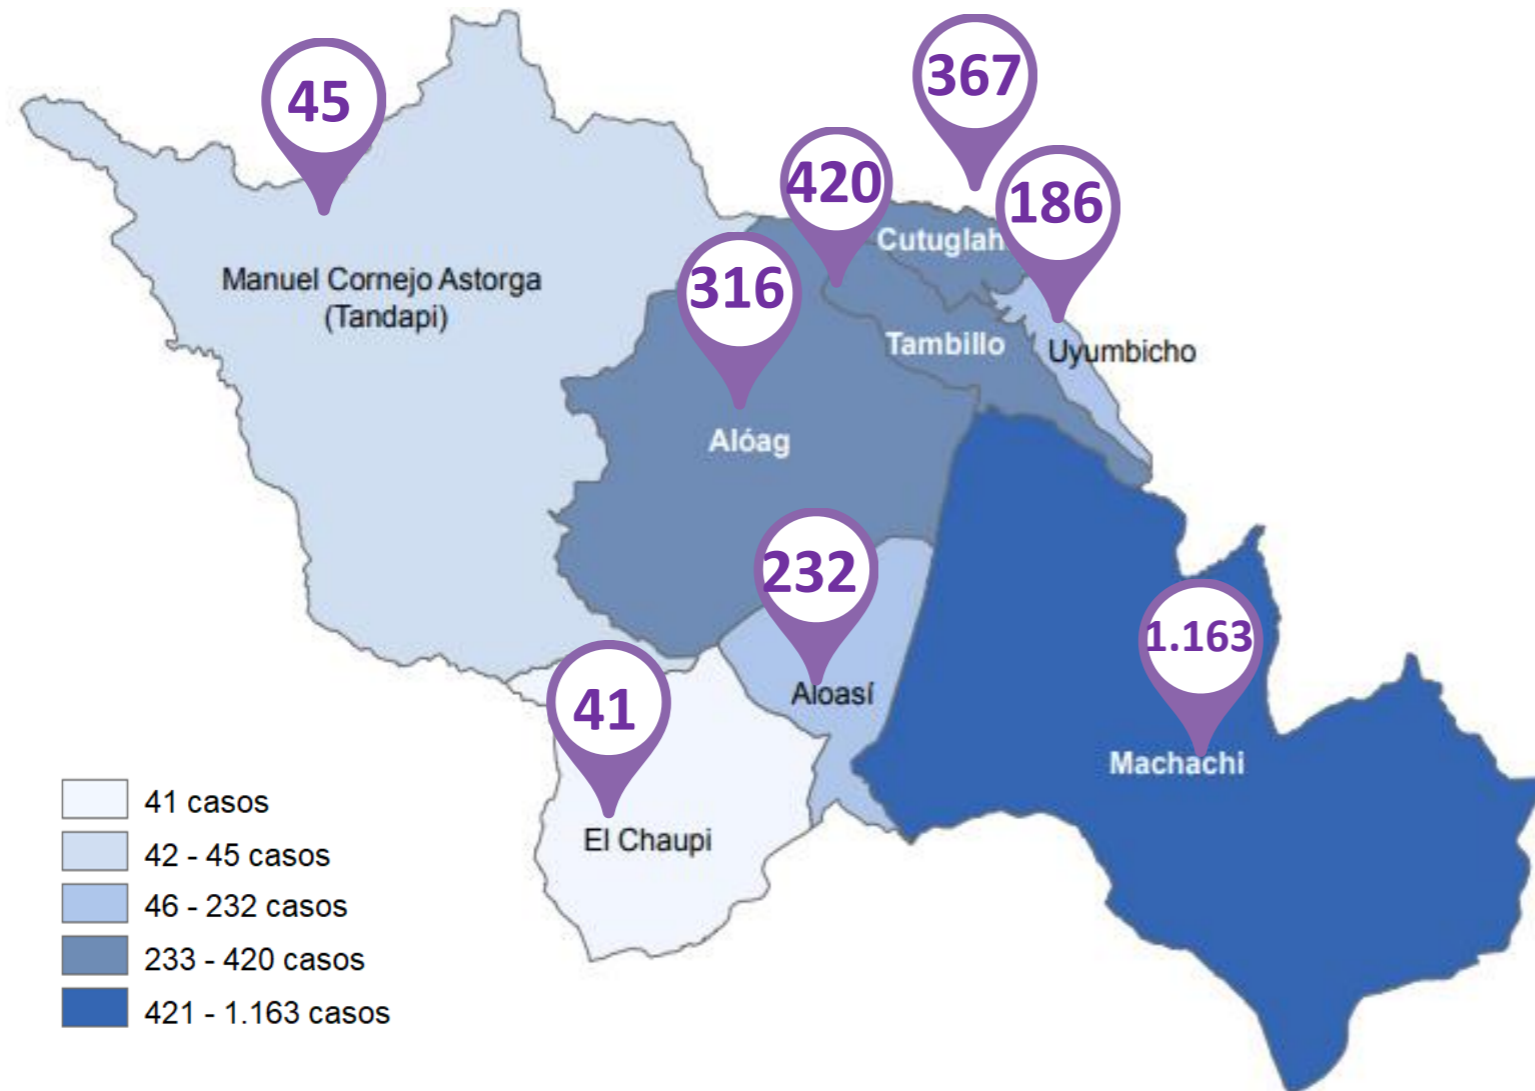 45
367
420
186
Cutuglah
316
Manuel Cornejo Astorga
(Tandapi)
Tambillo
Uyumbicho
Alóag
232
1.163
41
Aloasí
Machachi
El Chaupi
41 casos
42 - 45 casos
46 - 232 casos
233 - 420 casos
421 - 1.163 casos